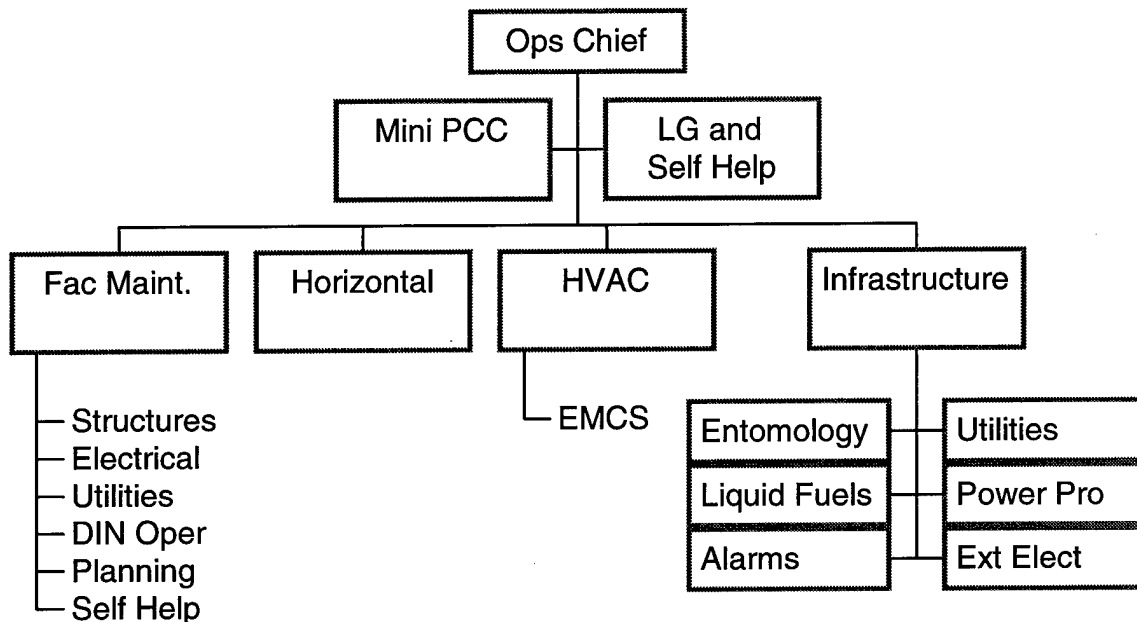 Ops Chief
Mini PCC
LG and
Self Help
Fac Maint.
Horizontal
HVAC
Infrastructure
Structures
Electrical
Utilities
DIN Oper
Planning
Self Help
EMCS
Entomology
Utilities
Liquid Fuels
Power Pro
Alarms
Ext Elect